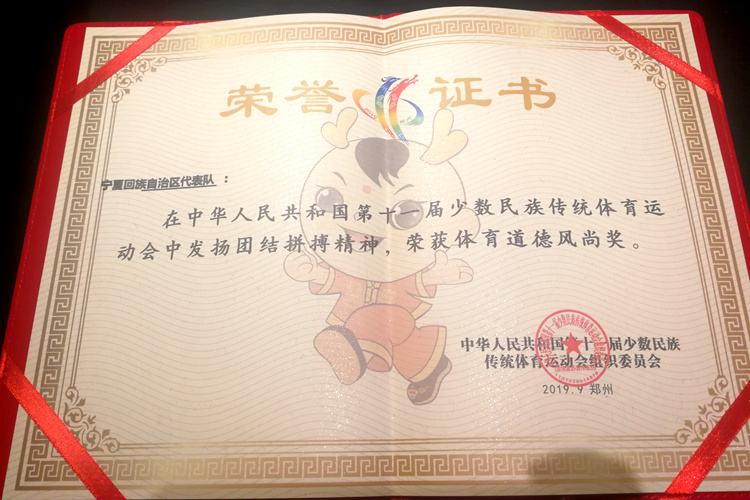 荣誉证书
宁夏回族自治区代表队：
在中华人民共和国第十一届少数民族传统体育运
动会中发扬团结拼搏精神，荣获体育道德风尚奖。
中华人民共和国第十一届少数民族
传统体育运动会组织委员会
2019.9 郑州